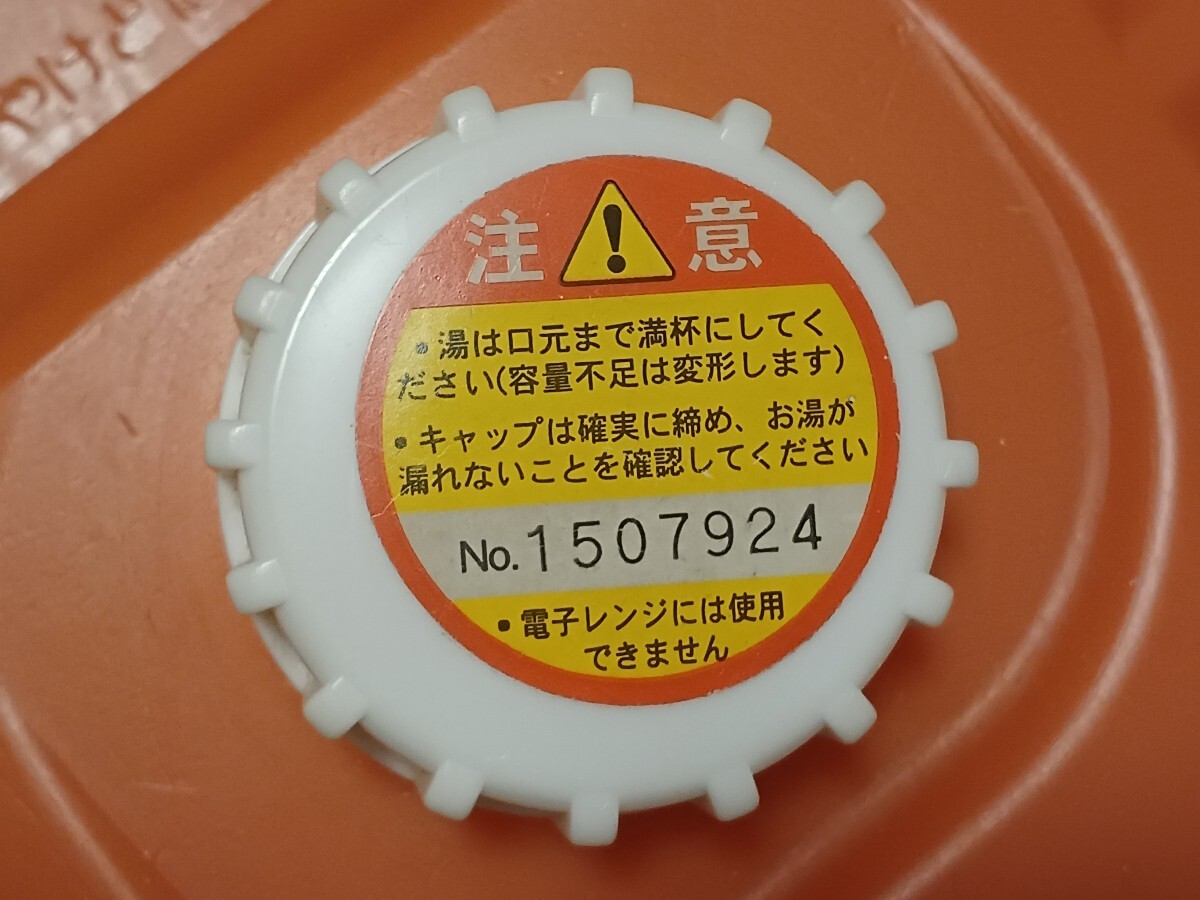 やけど
注意
・湯は口元まで満杯にしてく
ださい(容量不足は変形します)
・キャップは確実に締め、お湯が
漏れないことを確認してください
No.1507924
・電子レンジには使用
できません